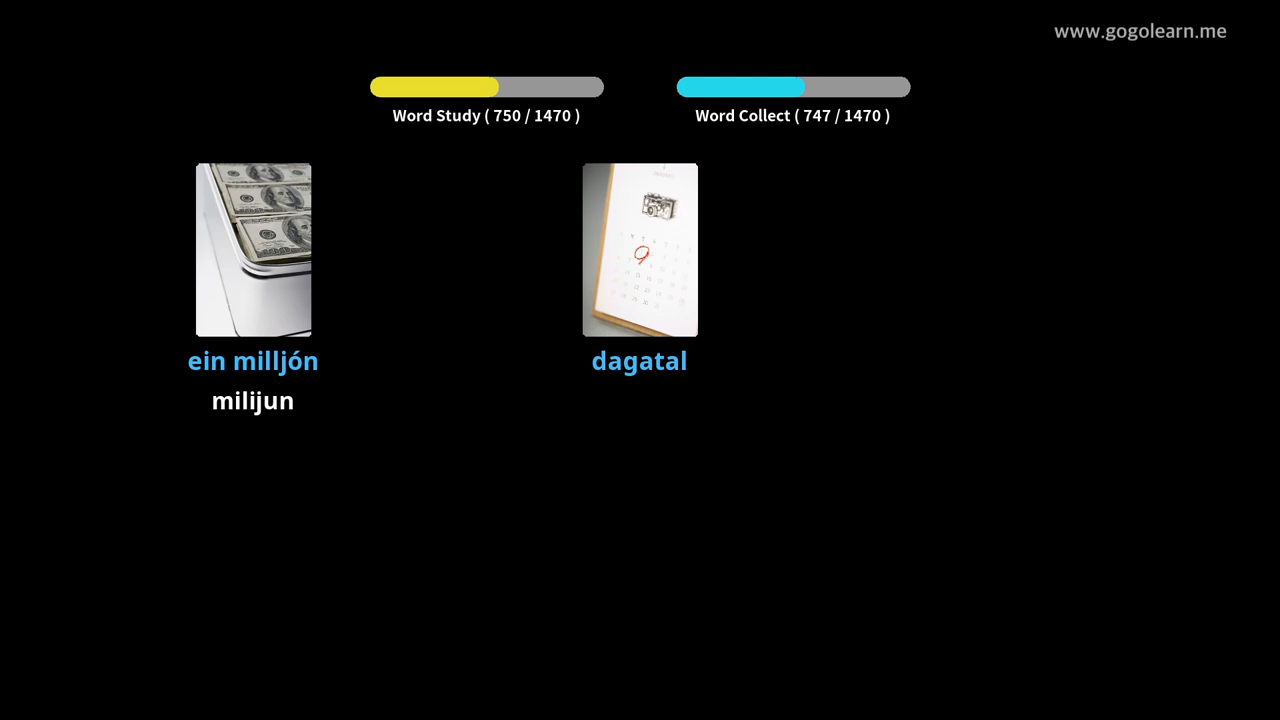 www.gogolearn.me
Word Study ( 750 / 1470 )
Word Collect ( 747 / 1470 )
ein milljón
milijun
dagatal